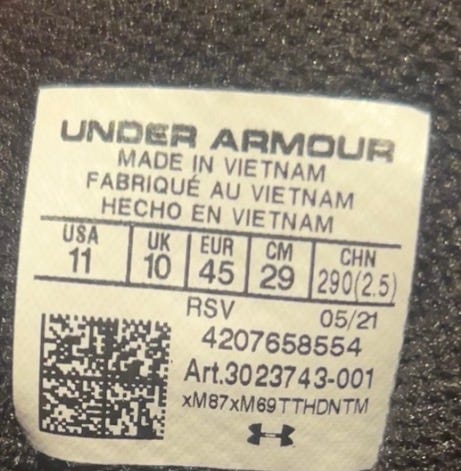 UNDER ARMOUR
MADE IN VIETNAM
FABRIQUÉ AU VIETNAM
HECHO EN VIETNAM
USA UK EUR CM CHN
11 10 45 29 290(2.5)
RSV 05/21
4207658554
Art.3023743-001
xM87xM69TTHDNTM